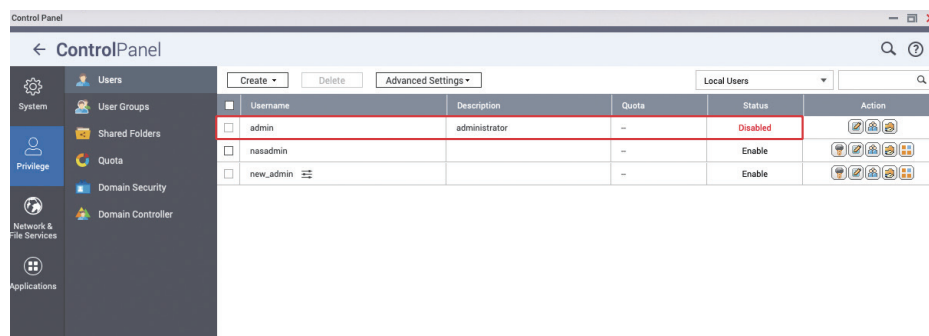 Control Panel
ControlPanel
System
Privilege
Network &
File Services
Applications
Users
User Groups
Shared Folders
Quota
Domain Security
Domain Controller
Create Delete Advanced Settings Local Users
Username Description Quota Status Action
admin administrator – Disabled
nasadmin – Enable
new_admin – Enable